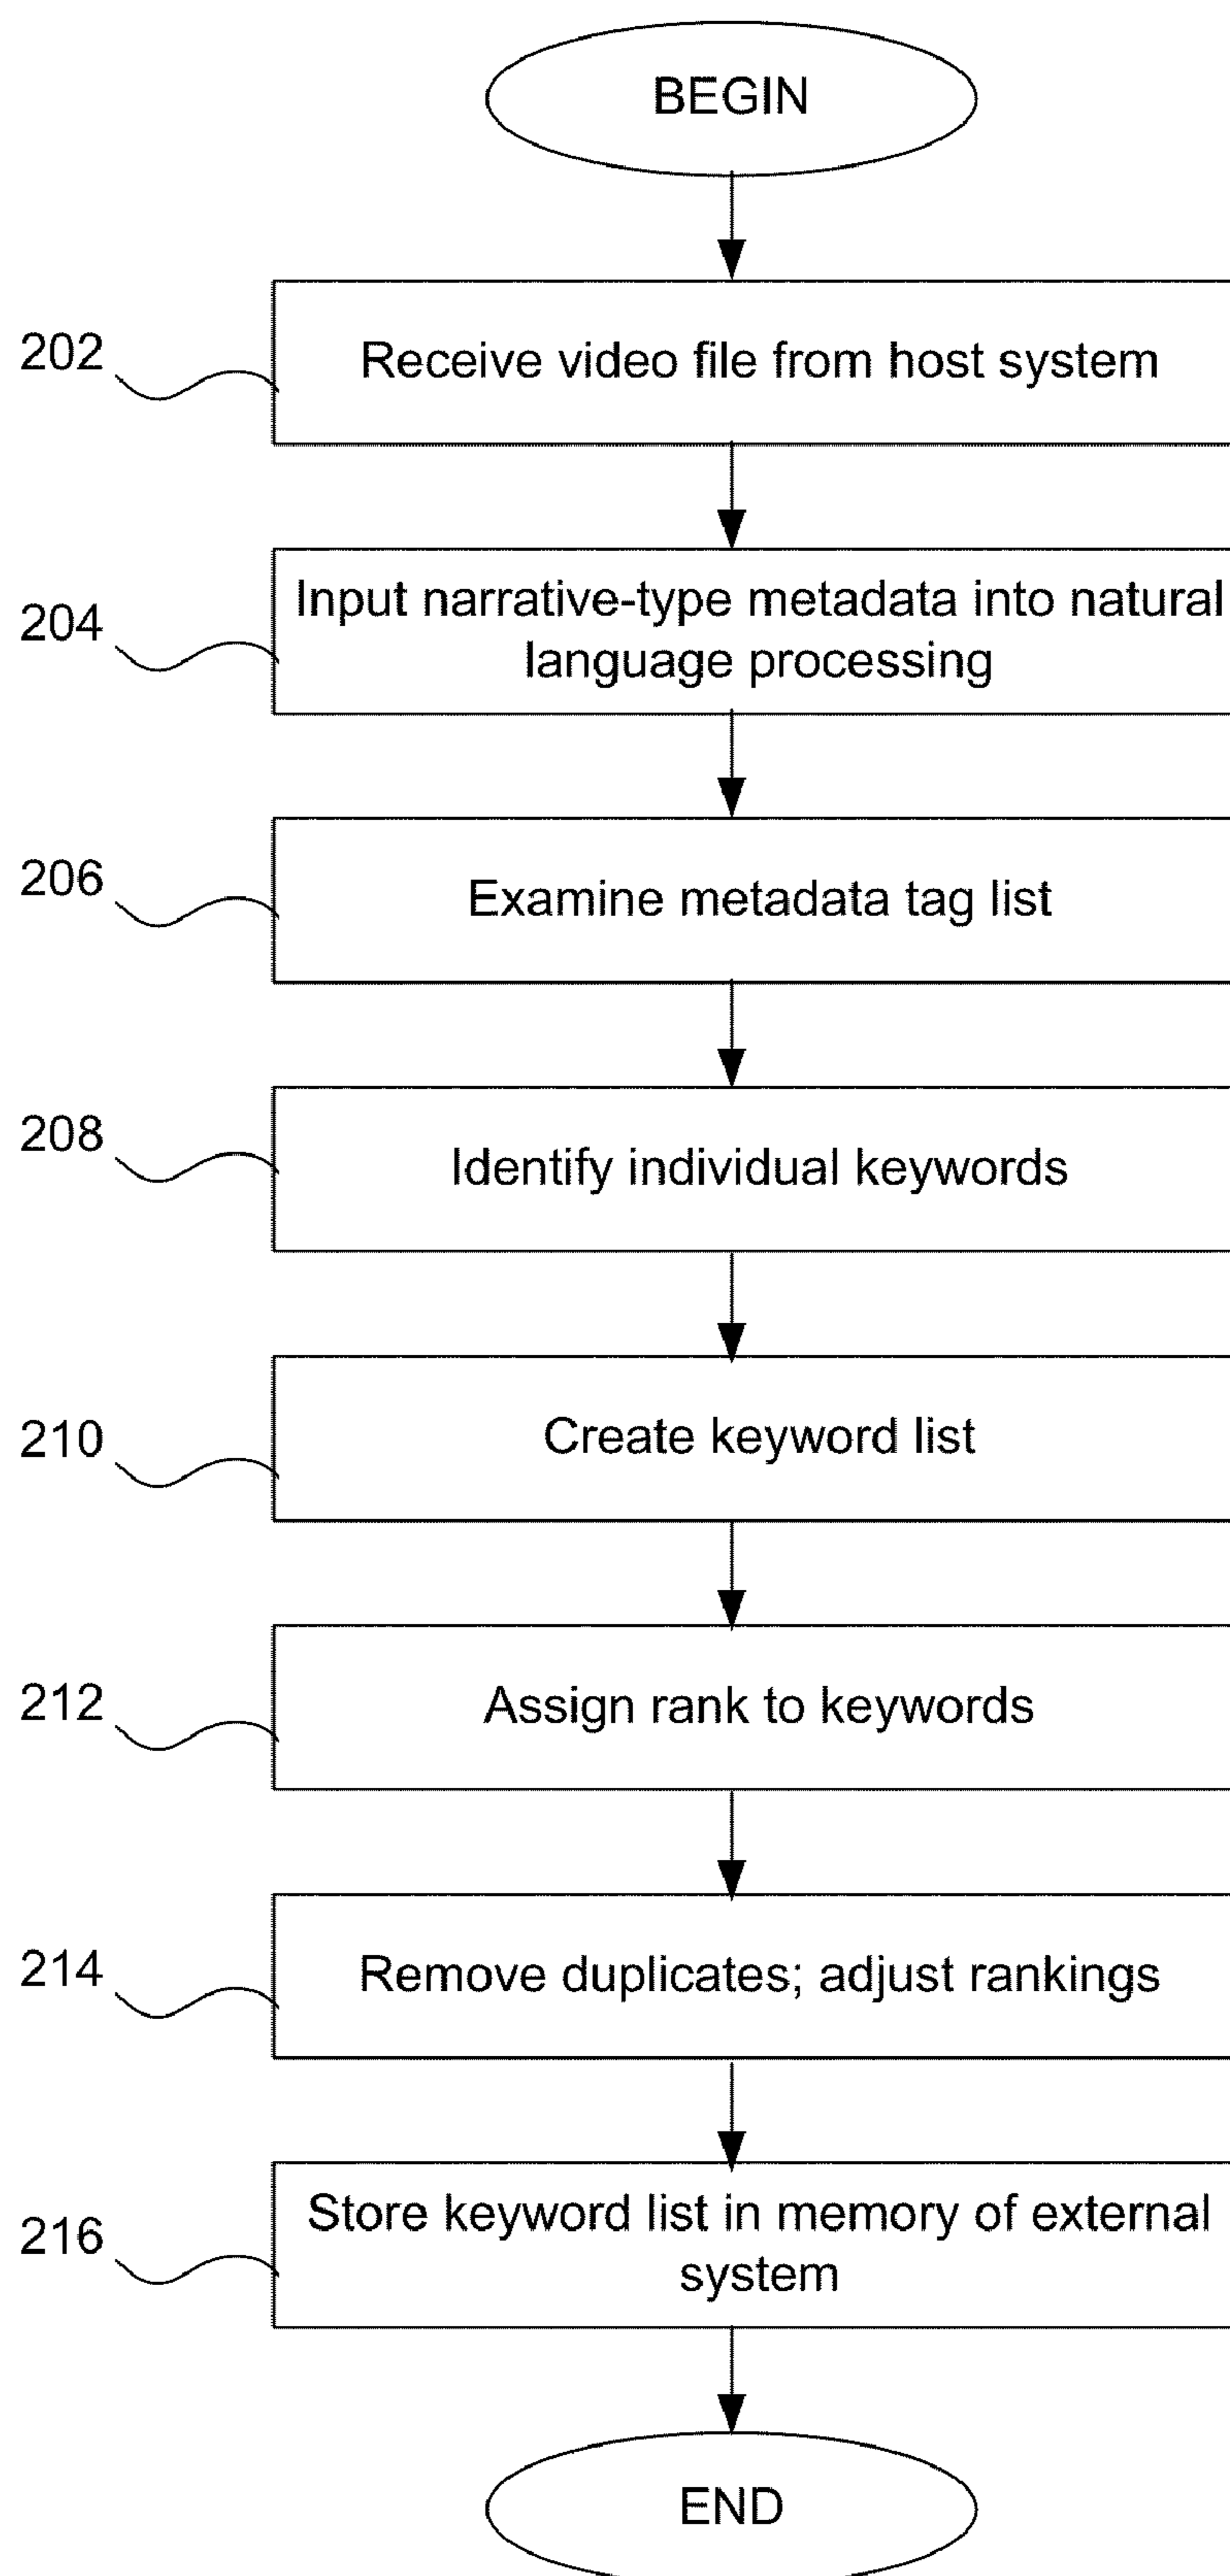 BEGIN
202
Receive video file from host system
204
Input narrative-type metadata into natural
language processing
206
Examine metadata tag list
208
Identify individual keywords
210
Create keyword list
212
Assign rank to keywords
214
Remove duplicates; adjust rankings
216
Store keyword list in memory of external
system
END